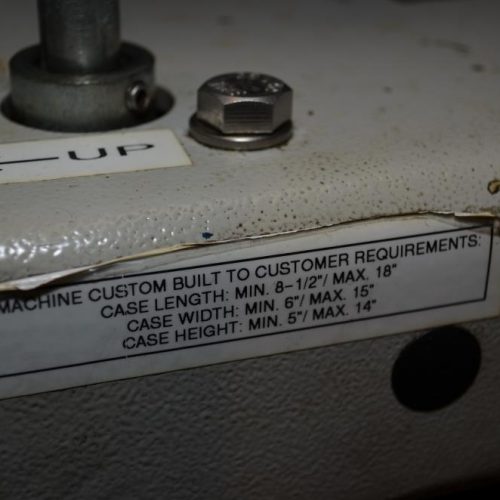 UP
MACHINE CUSTOM BUILT TO CUSTOMER REQUIREMENTS:
CASE LENGTH: MIN. 8-1/2"/ MAX. 18"
CASE WIDTH: MIN. 6"/ MAX. 15"
CASE HEIGHT: MIN. 5"/ MAX. 14"